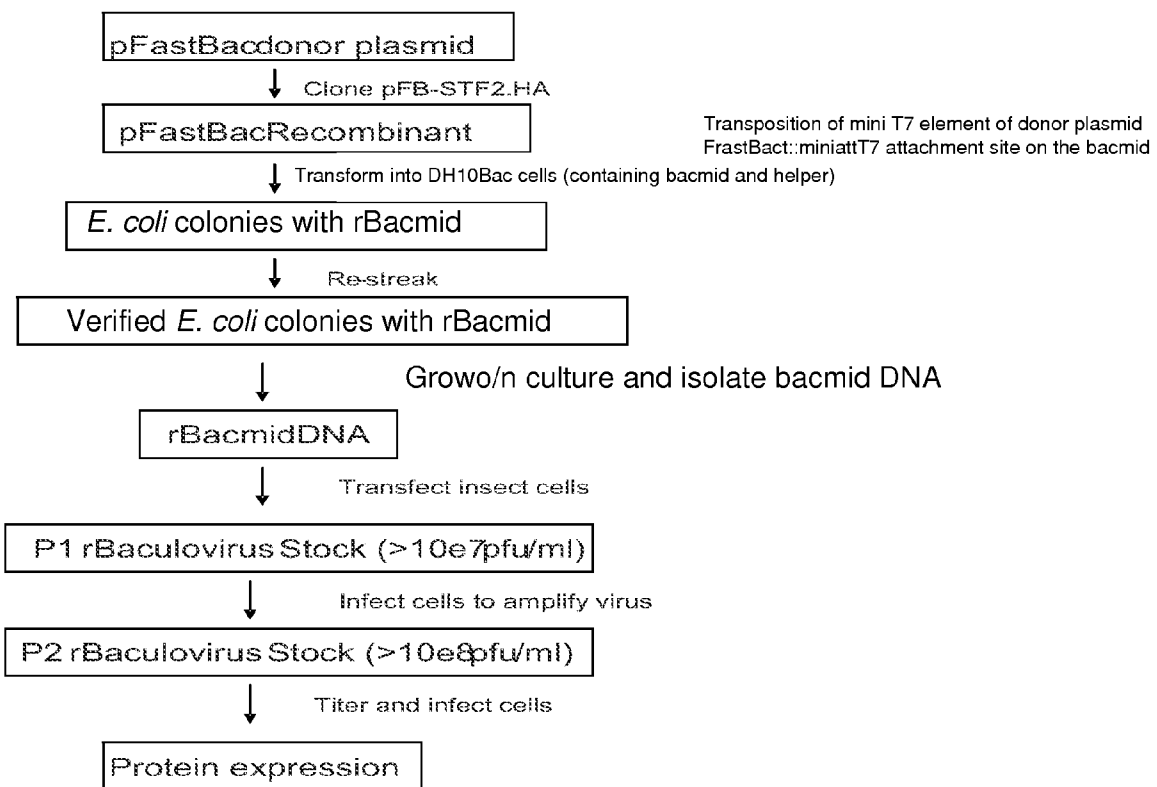 pFastBacdonor plasmid
Clone pFB-STF2.HA
pFastBacRecombinant
Transposition of mini T7 element of donor plasmid
FrastBact::miniattT7 attachment site on the bacmid
Transform into DH10Bac cells (containing bacmid and helper)
E. coli colonies with rBacmid
Re-streak
Verified E. coli colonies with rBacmid
Growo/n culture and isolate bacmid DNA
rBacmidDNA
Transfect insect cells
P1 rBaculovirus Stock (>10e7pfu/ml)
Infect cells to amplify virus
P2 rBaculovirus Stock (>10e8pfu/ml)
Titer and infect cells
Protein expression